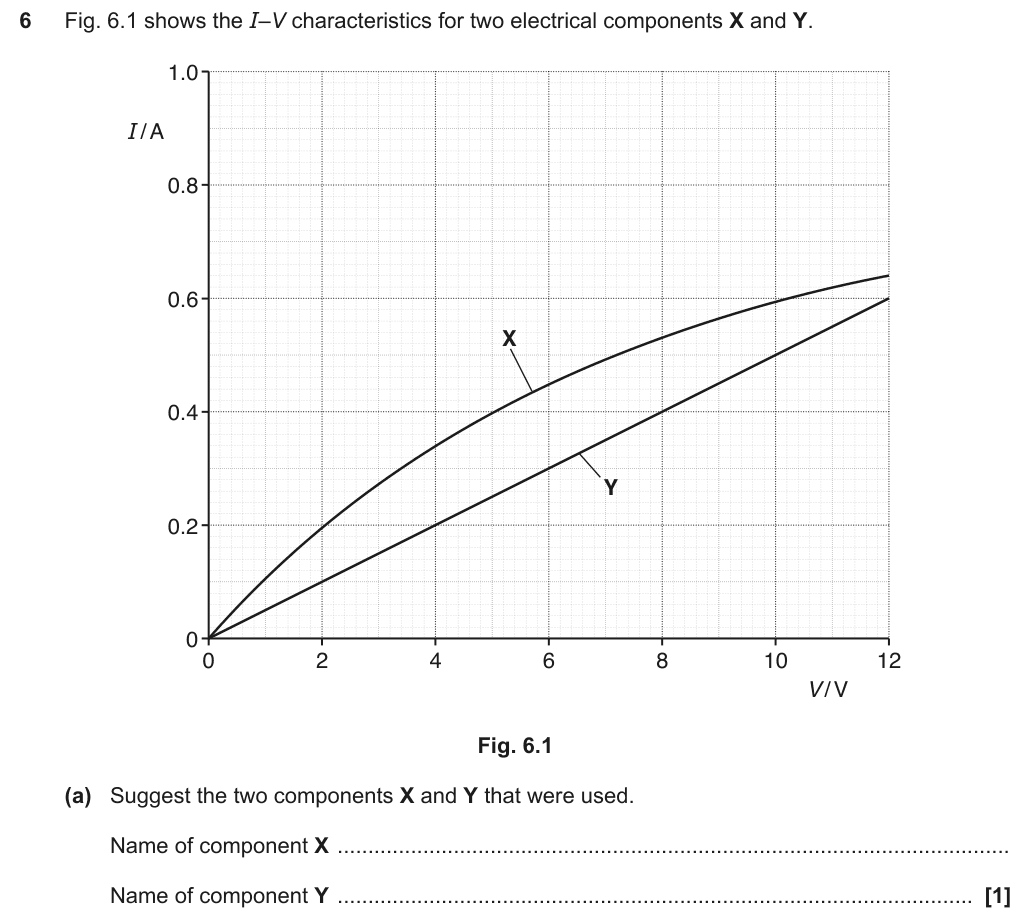 6 Fig. 6.1 shows the I–V characteristics for two electrical components X and Y.
1.0
I / A
0.8
0.6
X
0.4
Y
0.2
0
0 2 4 6 8 10 12
V / V
Fig. 6.1
(a) Suggest the two components X and Y that were used.
Name of component X ..............................................................................................................
Name of component Y ........................................................................................................ [1]